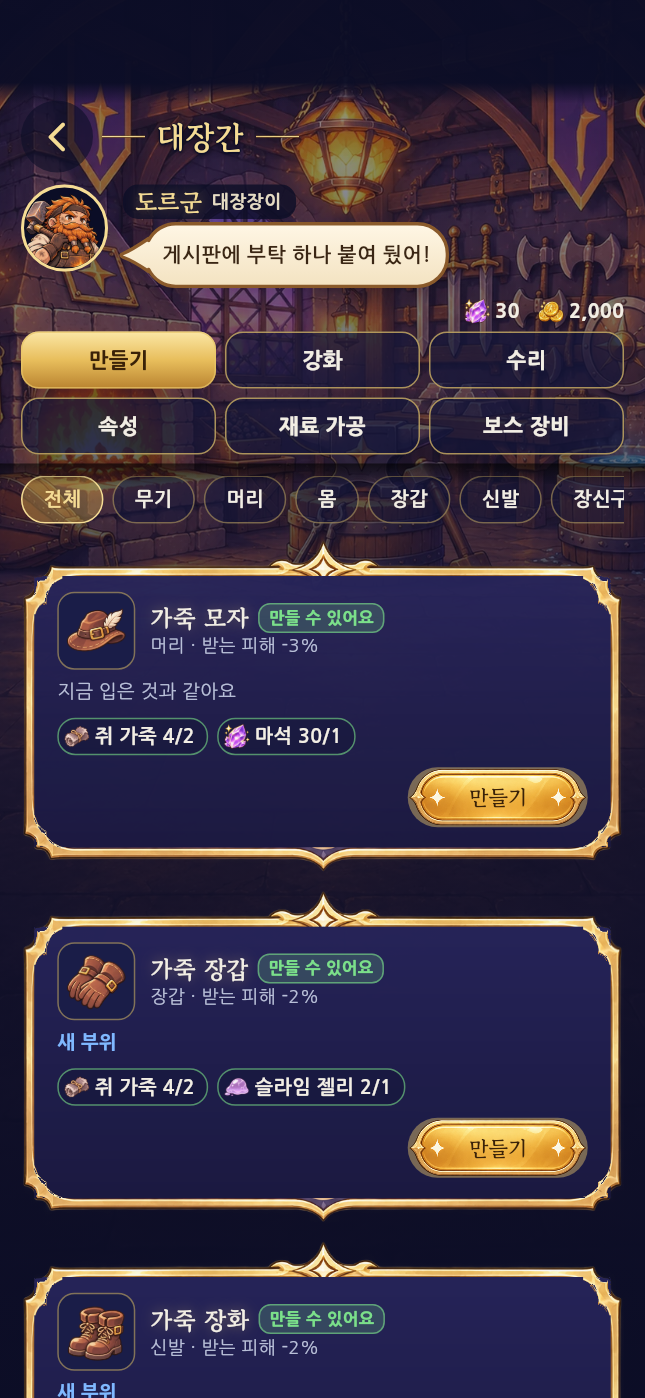 대장간
도르군 대장장이
게시판에 부탁 하나 붙여 뒀어!
30 2,000
만들기 강화 수리
속성 재료 가공 보스 장비
전체 무기 머리 몸 장갑 신발 장신구
가죽 모자 만들 수 있어요
머리 · 받는 피해 -3%
지금 입은 것과 같아요
쥐 가죽 4/2 마석 30/1
만들기
가죽 장갑 만들 수 있어요
장갑 · 받는 피해 -2%
새 부위
쥐 가죽 4/2 슬라임 젤리 2/1
만들기
가죽 장화 만들 수 있어요
신발 · 받는 피해 -2%
새 부위